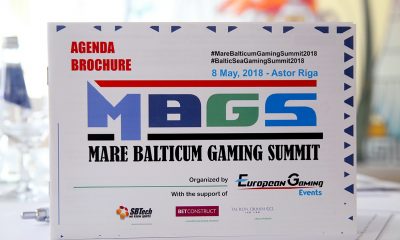 AGENDA
BROCHURE
#MareBalticumGamingSummit2018
#BalticSeaGamingSummit2018
8 May, 2018 - Astor Riga
MBGS
MARE BALTICUM GAMING SUMMIT
Organized by
European Gaming
Events
With the support of
SBTech
BETCONSTRUCT